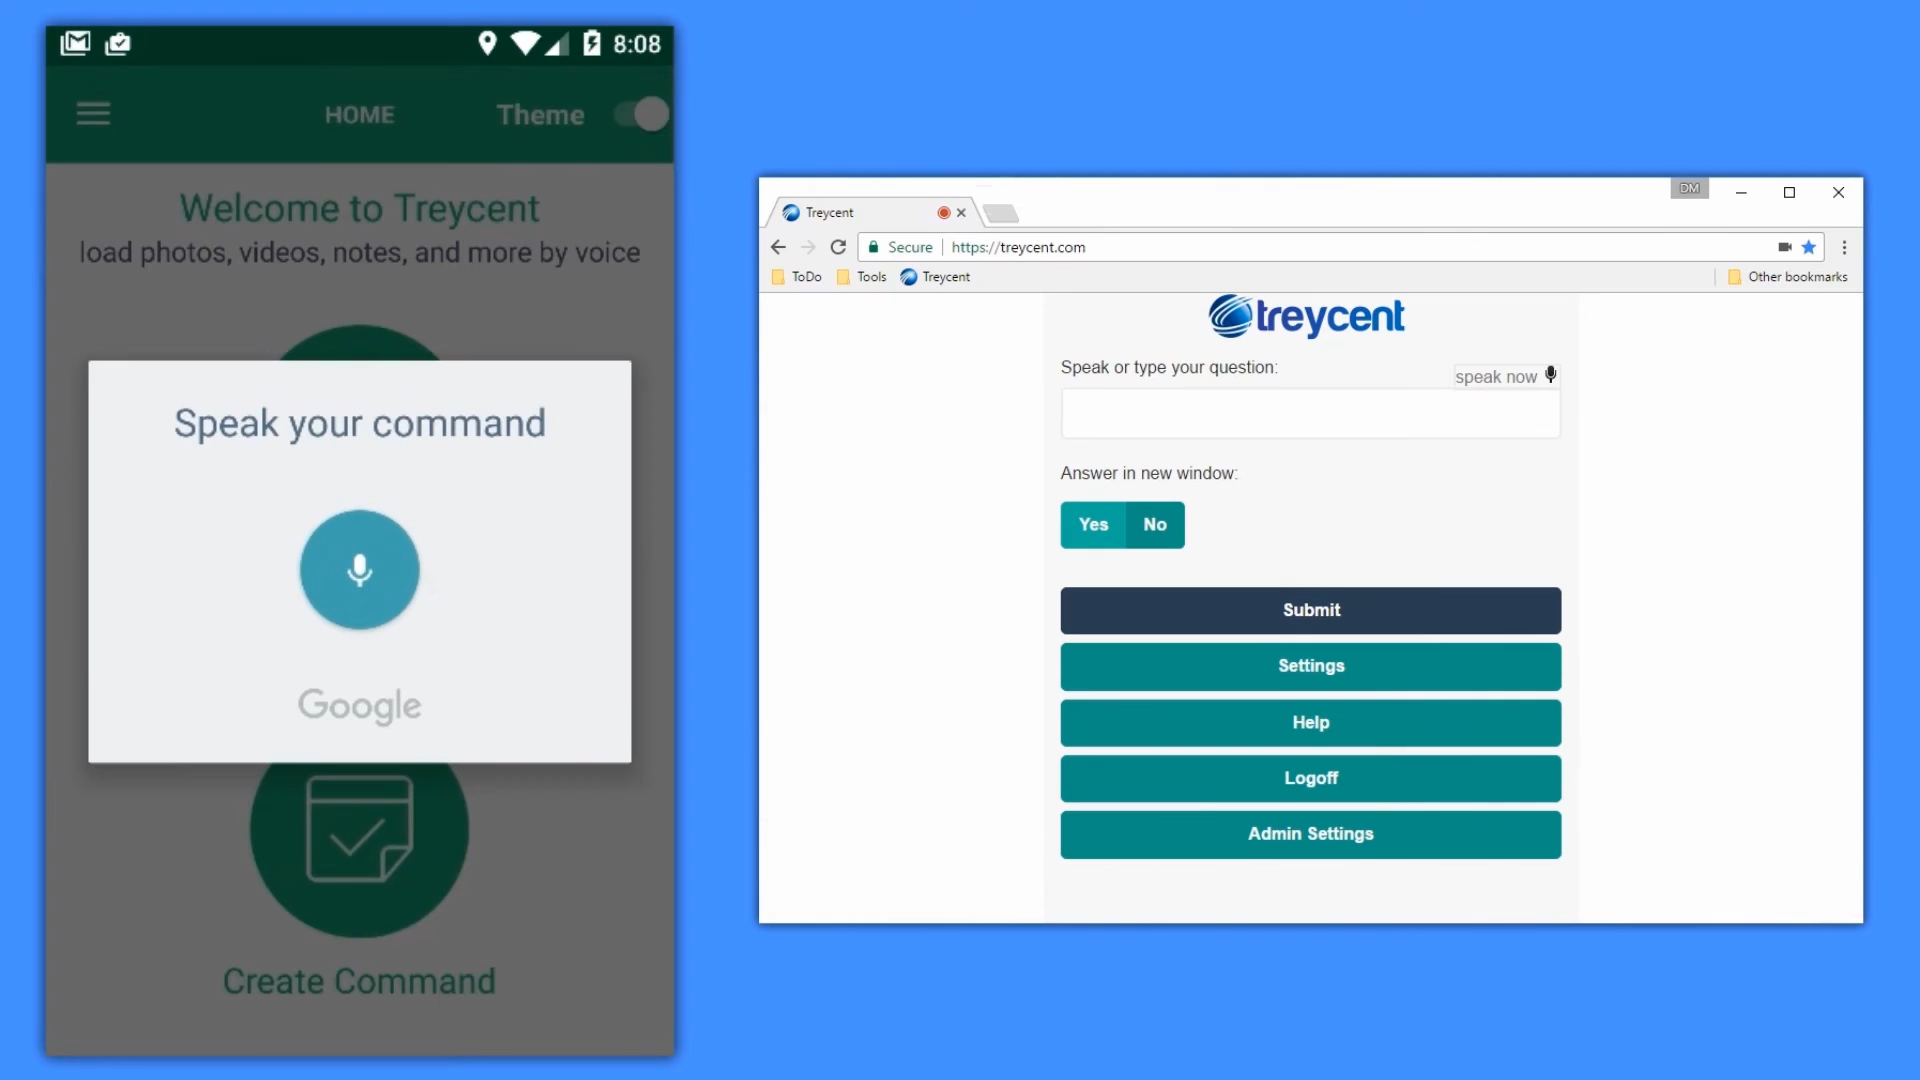 8:08
HOME
Theme
Welcome to Treycent
load photos, videos, notes, and more by voice
Speak your command
Google
Create Command
DM
Treycent
Secure
https://treycent.com
ToDo
Tools
Treycent
Other bookmarks
treycent
Speak or type your question:
speak now
Answer in new window:
Yes
No
Submit
Settings
Help
Logoff
Admin Settings